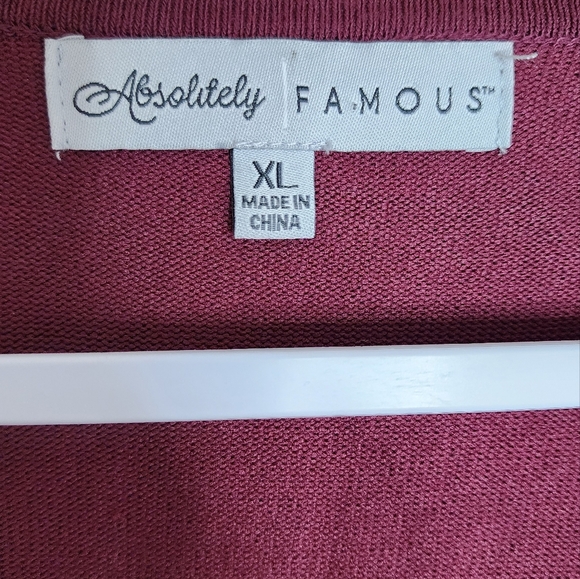 Absolutely FAMOUS™
XL
MADE IN
CHINA